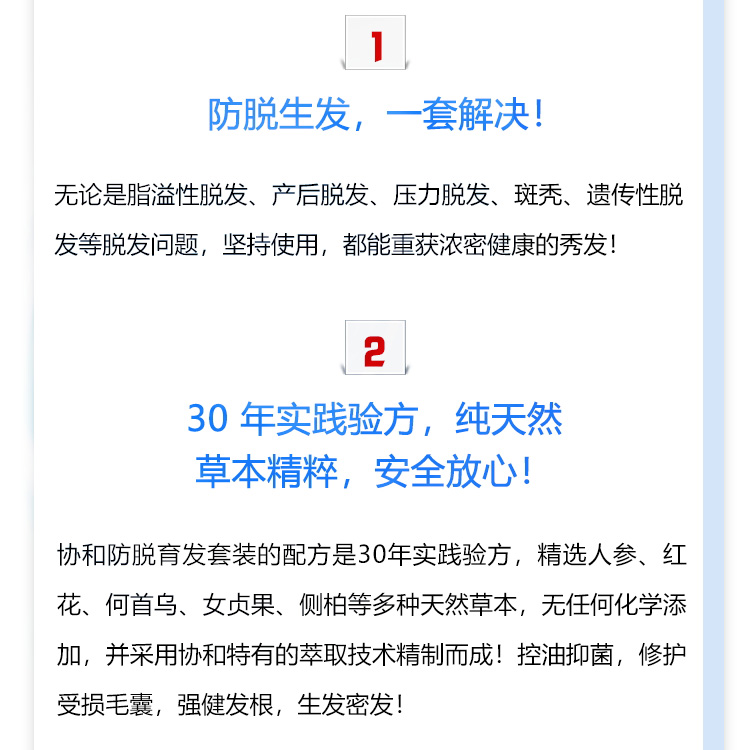 1
防脱生发，一套解决！
无论是脂溢性脱发、产后脱发、压力脱发、斑秃、遗传性脱
发等脱发问题，坚持使用，都能重获浓密健康的秀发！
2
30 年实践验方，纯天然
草本精粹，安全放心！
协和防脱育发套装的配方是30年实践验方，精选人参、红
花、何首乌、女贞果、侧柏等多种天然草本，无任何化学添
加，并采用协和特有的萃取技术精制而成！控油抑菌，修护
受损毛囊，强健发根，生发密发！